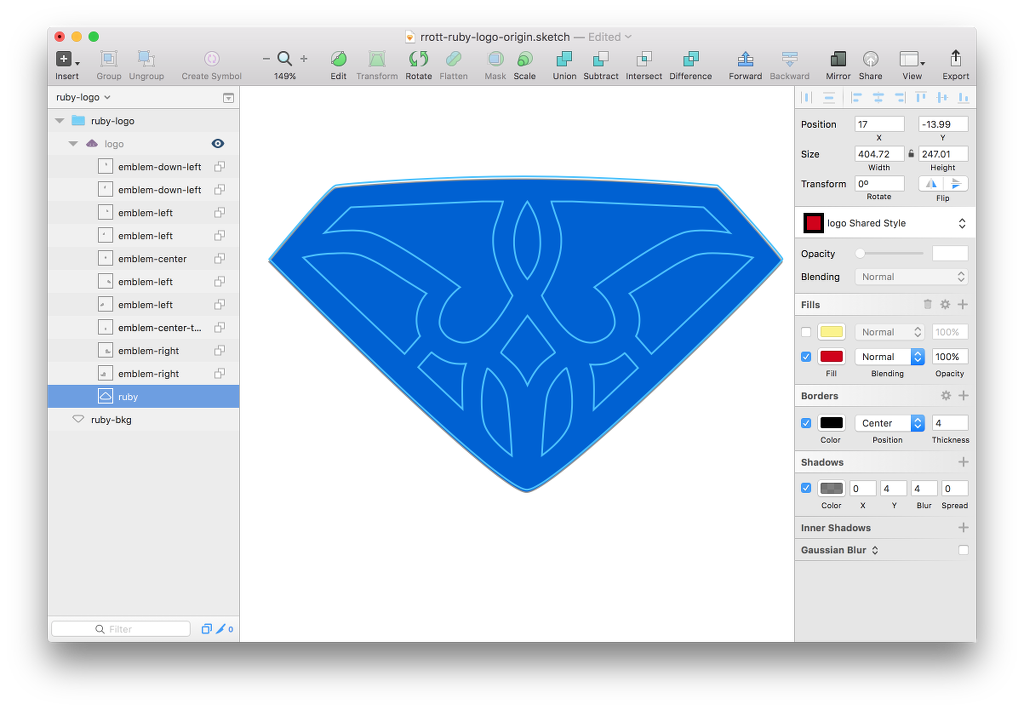 rrott-ruby-logo-origin.sketch — Edited
Insert Group Ungroup Create Symbol 149% Edit Transform Rotate Flatten Mask Scale Union Subtract Intersect Difference Forward Backward Mirror Share View Export
ruby-logo
ruby-logo
logo
emblem-down-left
emblem-down-left
emblem-left
emblem-left
emblem-center
emblem-left
emblem-left
emblem-center-t...
emblem-right
emblem-right
ruby
ruby-bkg
Filter
0
Position 17 -13.99
X Y
Size 404.72 247.01
Width Height
Transform 0º
Rotate Flip
logo Shared Style
Opacity
Blending Normal
Fills
Normal 100%
Normal 100%
Fill Blending Opacity
Borders
Center 4
Color Position Thickness
Shadows
0 4 4 0
Color X Y Blur Spread
Inner Shadows
Gaussian Blur